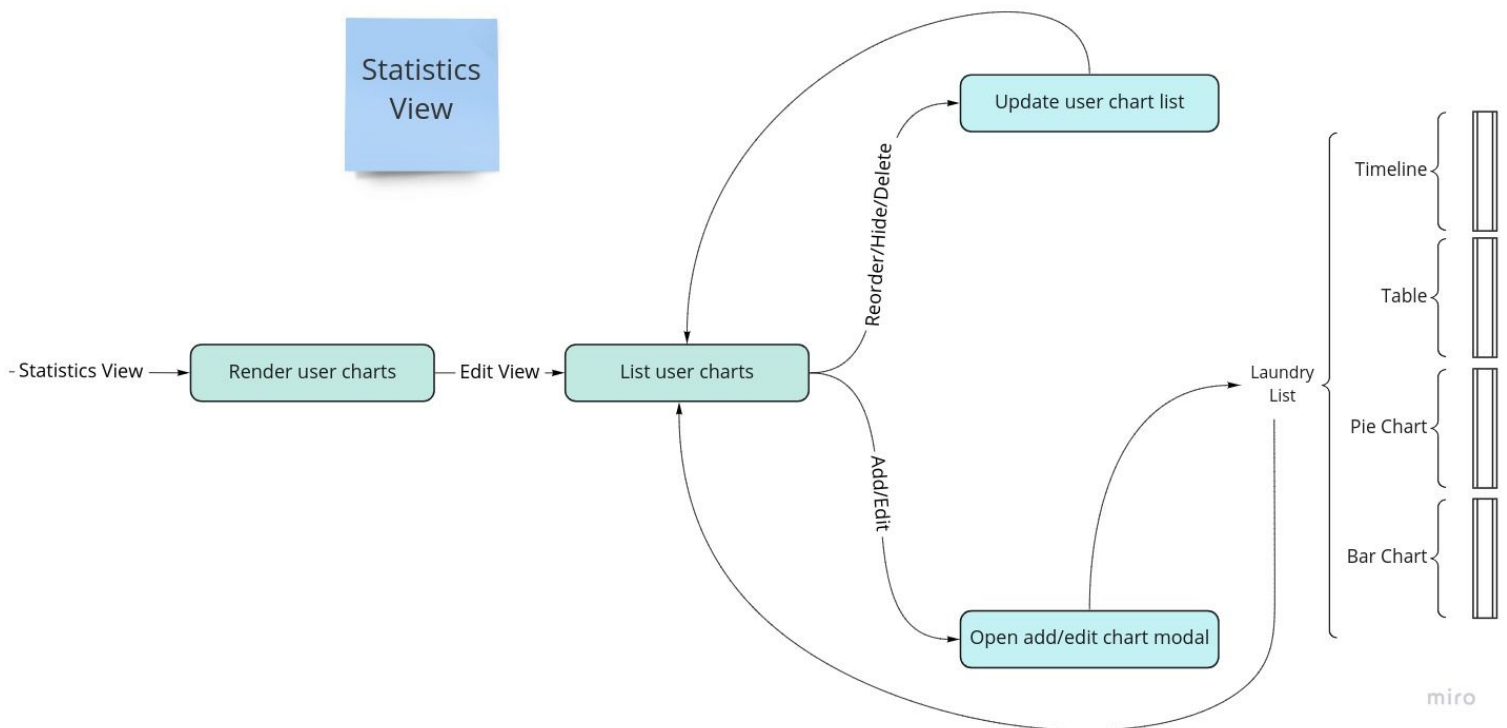 Statistics
View
Update user chart list
Reorder/Hide/Delete
Timeline
Table
Statistics View
Render user charts
Edit View
List user charts
Laundry
List
Pie Chart
Add/Edit
Bar Chart
Open add/edit chart modal
miro